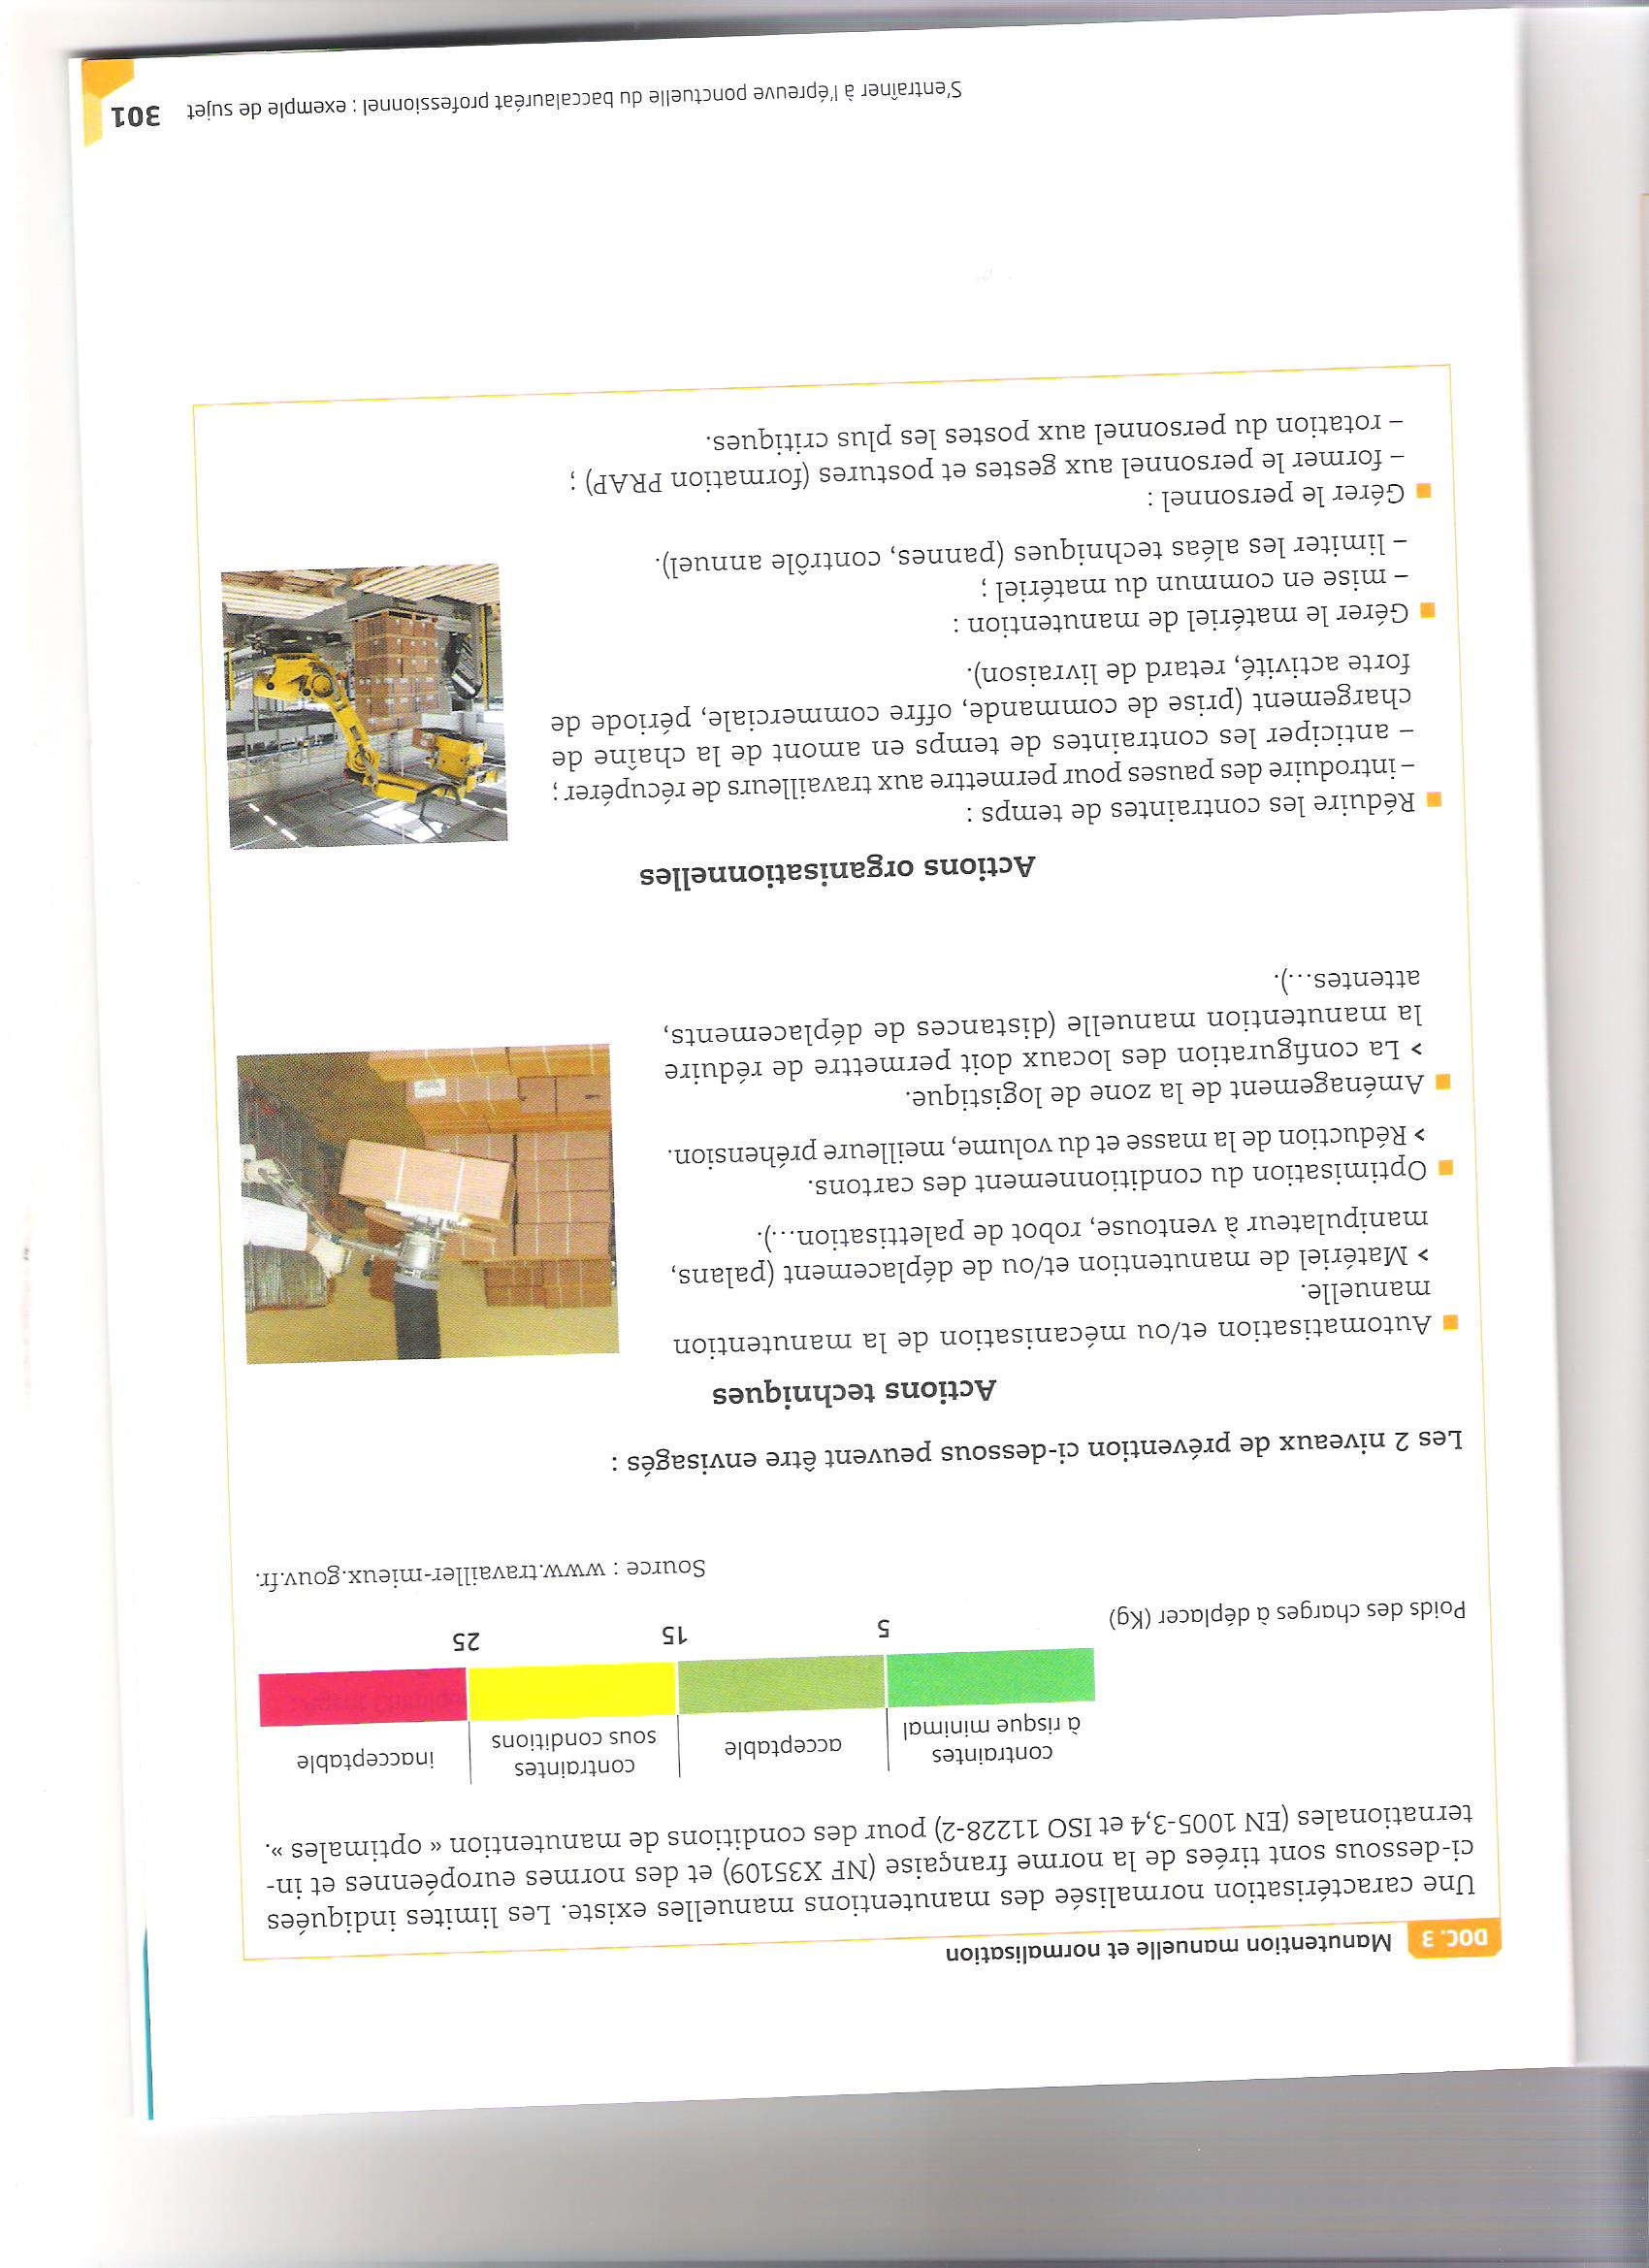 DOC. 3 Manutention manuelle et normalisation
Une caractérisation normalisée des manutentions manuelles existe. Les limites indiquées
ci-dessous sont tirées de la norme française (NF X35109) et des normes européennes et in-
ternationales (EN 1005-3,4 et ISO 11228-2) pour des conditions de manutention « optimales ».
contraintes
à risque minimal
acceptable
contraintes
sous conditions
inacceptable
5 15 25
Poids des charges à déplacer (Kg)
Source : www.travailler-mieux.gouv.fr.
Les 2 niveaux de prévention ci-dessous peuvent être envisagés :
Actions techniques
■ Automatisation et/ou mécanisation de la manutention
manuelle.
> Matériel de manutention et/ou de déplacement (palans,
manipulateur à ventouse, robot de palettisation…).
■ Optimisation du conditionnement des cartons.
> Réduction de la masse et du volume, meilleure préhension.
■ Aménagement de la zone de logistique.
> La configuration des locaux doit permettre de réduire
la manutention manuelle (distances de déplacements,
attentes…).
Actions organisationnelles
■ Réduire les contraintes de temps :
– introduire des pauses pour permettre aux travailleurs de récupérer ;
– anticiper les contraintes de temps en amont de la chaîne de
chargement (prise de commande, offre commerciale, période de
forte activité, retard de livraison).
■ Gérer le matériel de manutention :
– mise en commun du matériel ;
– limiter les aléas techniques (pannes, contrôle annuel).
■ Gérer le personnel :
– former le personnel aux gestes et postures (formation PRAP) ;
– rotation du personnel aux postes les plus critiques.
S'entraîner à l'épreuve ponctuelle du baccalauréat professionnel : exemple de sujet 301